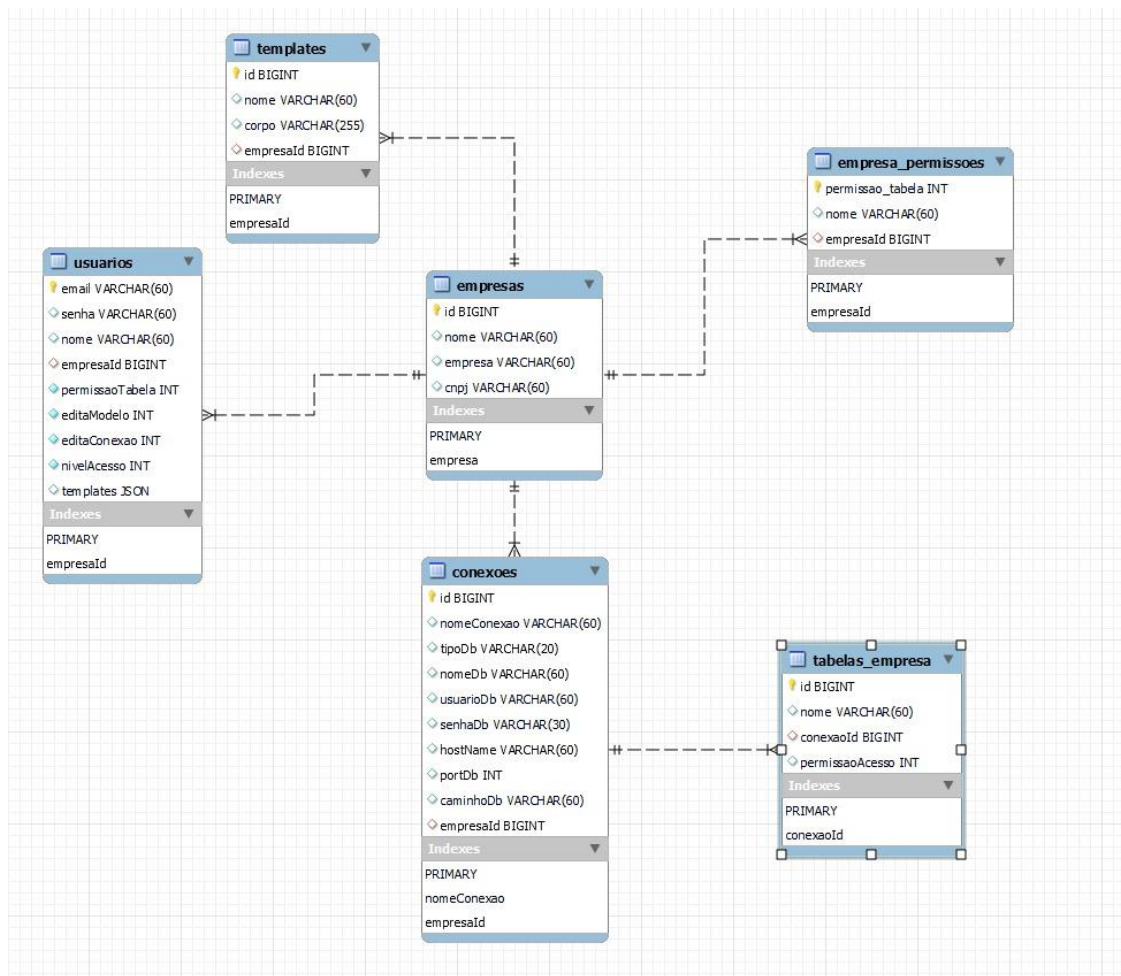 templates
id BIGINT
nome VARCHAR(60)
corpo VARCHAR(255)
empresaId BIGINT
Indexes
PRIMARY
empresaId
empresa_permissoes
permissao_tabela INT
nome VARCHAR(60)
empresaId BIGINT
Indexes
PRIMARY
empresaId
usuarios
email VARCHAR(60)
senha VARCHAR(60)
nome VARCHAR(60)
empresaId BIGINT
permissaoTabela INT
editaModelo INT
editaConexao INT
nivelAcesso INT
templates JSON
Indexes
PRIMARY
empresaId
empresas
id BIGINT
nome VARCHAR(60)
empresa VARCHAR(60)
cnpj VARCHAR(60)
Indexes
PRIMARY
empresa
conexoes
id BIGINT
nomeConexao VARCHAR(60)
tipoDb VARCHAR(20)
nomeDb VARCHAR(60)
usuarioDb VARCHAR(60)
senhaDb VARCHAR(30)
hostName VARCHAR(60)
portDb INT
caminhoDb VARCHAR(60)
empresaId BIGINT
Indexes
PRIMARY
nomeConexao
empresaId
tabelas_empresa
id BIGINT
nome VARCHAR(60)
conexaoId BIGINT
permissaoAcesso INT
Indexes
PRIMARY
conexaoId